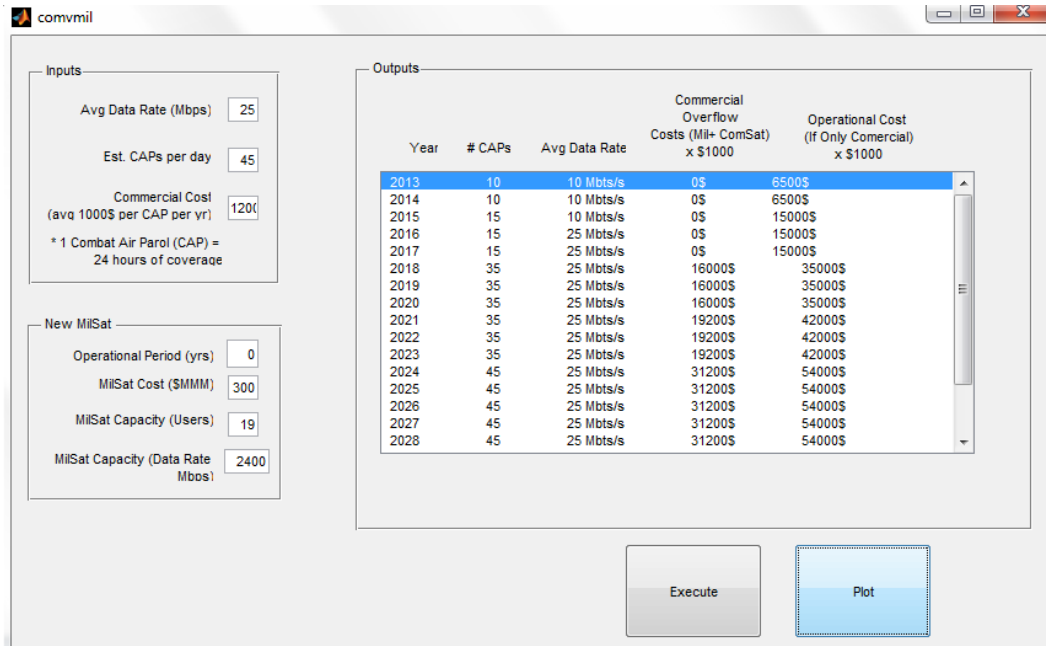 comvmil
Inputs
Avg Data Rate (Mbps) 25
Est. CAPs per day 45
Commercial Cost
(avg 1000$ per CAP per yr) 1200
* 1 Combat Air Parol (CAP) =
24 hours of coverage
New MilSat
Operational Period (yrs) 0
MilSat Cost ($MMM) 300
MilSat Capacity (Users) 19
MilSat Capacity (Data Rate
Mbps) 2400
Outputs
Commercial
Overflow
Costs (Mil+ ComSat)
x $1000
Operational Cost
(If Only Comercial)
x $1000
Year # CAPs Avg Data Rate
2013 10 10 Mbts/s 0$ 6500$
2014 10 10 Mbts/s 0$ 6500$
2015 15 10 Mbts/s 0$ 15000$
2016 15 25 Mbts/s 0$ 15000$
2017 15 25 Mbts/s 0$ 15000$
2018 35 25 Mbts/s 16000$ 35000$
2019 35 25 Mbts/s 16000$ 35000$
2020 35 25 Mbts/s 16000$ 35000$
2021 35 25 Mbts/s 19200$ 42000$
2022 35 25 Mbts/s 19200$ 42000$
2023 35 25 Mbts/s 19200$ 42000$
2024 45 25 Mbts/s 31200$ 54000$
2025 45 25 Mbts/s 31200$ 54000$
2026 45 25 Mbts/s 31200$ 54000$
2027 45 25 Mbts/s 31200$ 54000$
2028 45 25 Mbts/s 31200$ 54000$
Execute
Plot